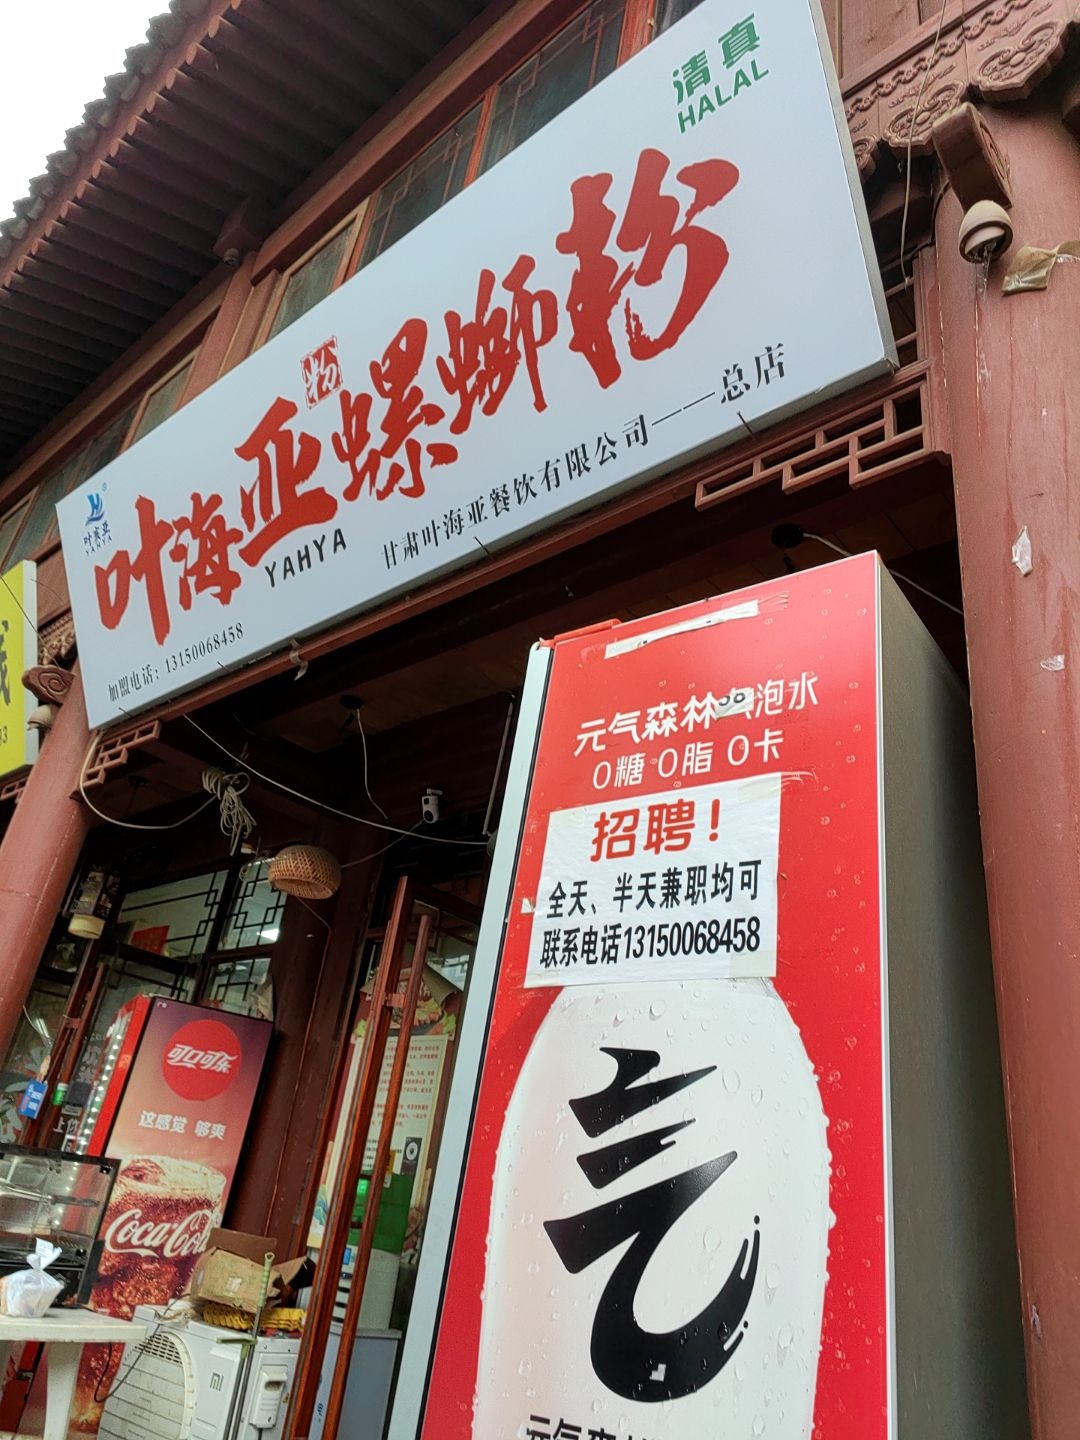 清真
HALAL
粉
叶海亚螺蛳粉
YAHYA
甘肃叶海亚餐饮有限公司——总店
加盟电话：13150068458
叶海亚
YAHYA
元气森林气泡水
0糖 0脂 0卡
招聘！
全天、半天兼职均可
联系电话13150068458
气
可口可乐
这感觉 够爽
Coca-Cola
mi